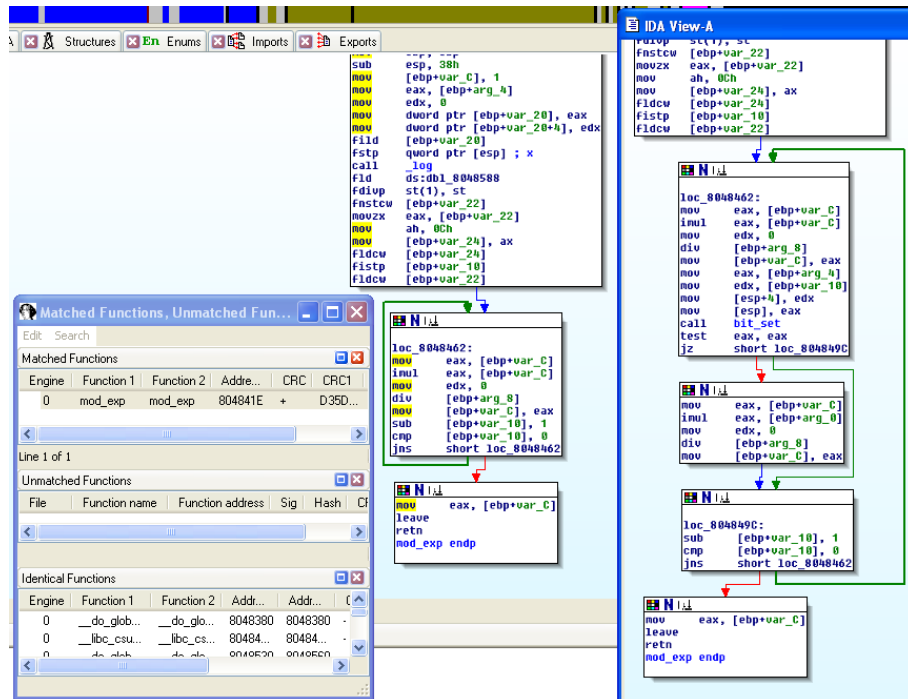 Structures
En Enums
Imports
Exports
sub esp, 38h
mov [ebp+var_C], 1
mov eax, [ebp+arg_4]
mov edx, 0
mov dword ptr [ebp+var_20], eax
mov dword ptr [ebp+var_20+4], edx
fild [ebp+var_20]
fstp qword ptr [esp] ; x
call _log
fld ds:dbl_8048588
fdivp st(1), st
fnstcw [ebp+var_22]
movzx eax, [ebp+var_22]
mov ah, 0Ch
mov [ebp+var_24], ax
fldcw [ebp+var_24]
fistp [ebp+var_10]
fldcw [ebp+var_22]
loc_8048462:
mov eax, [ebp+var_C]
imul eax, [ebp+var_C]
mov edx, 0
div [ebp+arg_8]
mov [ebp+var_C], eax
sub [ebp+var_10], 1
cmp [ebp+var_10], 0
jns short loc_8048462
mov eax, [ebp+var_C]
leave
retn
mod_exp endp
Matched Functions, Unmatched Fun...
Edit Search
Matched Functions
Engine Function 1 Function 2 Addre... CRC CRC1
0 mod_exp mod_exp 804841E + D35D...
Line 1 of 1
Unmatched Functions
File Function name Function address Sig Hash
Identical Functions
Engine Function 1 Function 2 Addr... Addr...
0 __do_glob... __do_glo... 8048380 8048380 -
0 __libc_csu... __libc_cs... 80484... 80484... -
IDA View-A
fdivp st(1), st
fnstcw [ebp+var_22]
movzx eax, [ebp+var_22]
mov ah, 0Ch
mov [ebp+var_24], ax
fldcw [ebp+var_24]
fistp [ebp+var_10]
fldcw [ebp+var_22]
loc_8048462:
mov eax, [ebp+var_C]
imul eax, [ebp+var_C]
mov edx, 0
div [ebp+arg_8]
mov [ebp+var_C], eax
mov eax, [ebp+arg_4]
mov edx, [ebp+var_10]
mov [esp+4], edx
mov [esp], eax
call bit_set
test eax, eax
jz short loc_804849C
mov eax, [ebp+var_C]
imul eax, [ebp+arg_0]
mov edx, 0
div [ebp+arg_8]
mov [ebp+var_C], eax
loc_804849C:
sub [ebp+var_10], 1
cmp [ebp+var_10], 0
jns short loc_8048462
mov eax, [ebp+var_C]
leave
retn
mod_exp endp